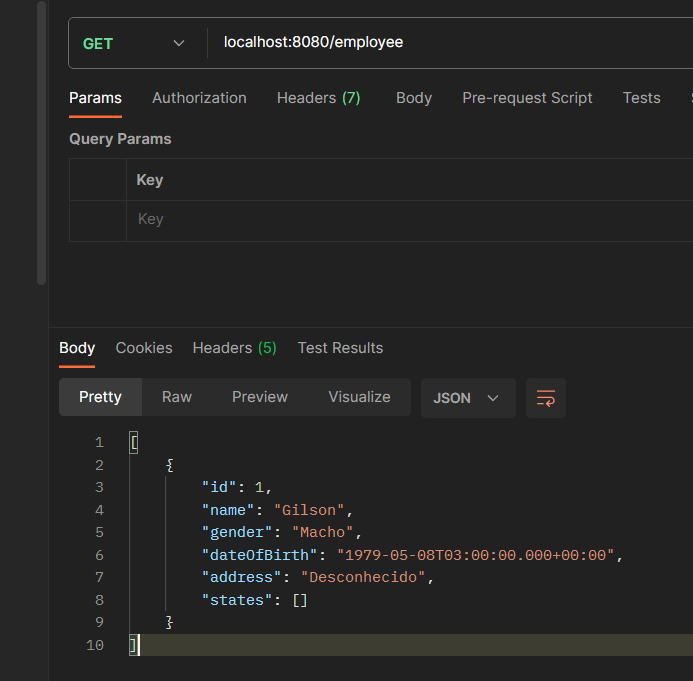 GET localhost:8080/employee
Params Authorization Headers (7) Body Pre-request Script Tests
Query Params
Key
Key
Body Cookies Headers (5) Test Results
Pretty Raw Preview Visualize JSON
1 [
2 {
3 "id": 1,
4 "name": "Gilson",
5 "gender": "Macho",
6 "dateOfBirth": "1979-05-08T03:00:00.000+00:00",
7 "address": "Desconhecido",
8 "states": []
9 }
10 ]